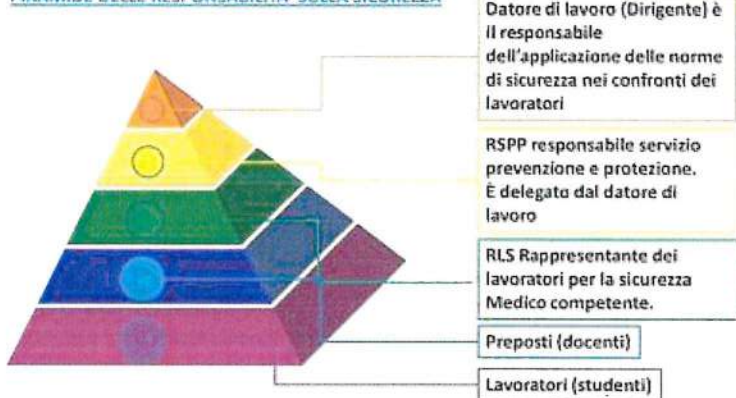 Datore di lavoro (Dirigente) è
il responsabile
dell'applicazione delle norme
di sicurezza nei confronti dei
lavoratori
RSPP responsabile servizio
prevenzione e protezione.
È delegato dal datore di
lavoro
RLS Rappresentante dei
lavoratori per la sicurezza
Medico competente.
Preposti (docenti)
Lavoratori (studenti)